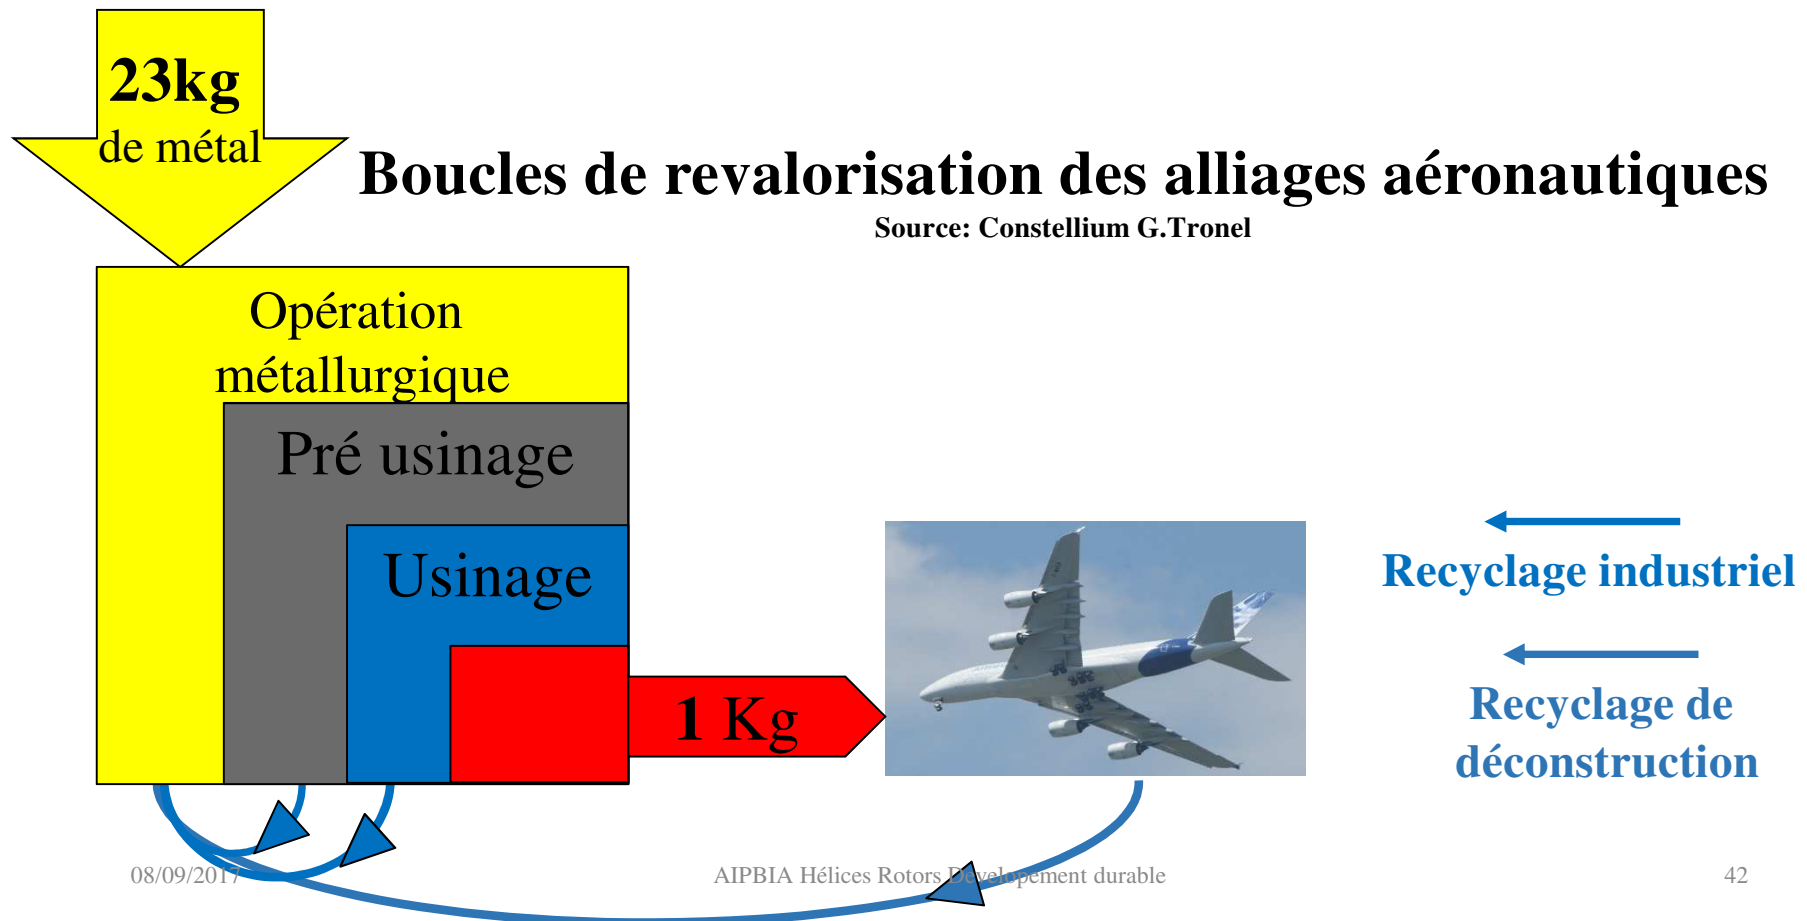 23kg
de métal
Boucles de revalorisation des alliages aéronautiques
Source: Constellium G.Tronel
Opération
métallurgique
Pré usinage
Usinage
1 Kg
Recyclage industriel
Recyclage de
déconstruction
08/09/2017
AIPBIA Hélices Rotors Dévelopement durable
42